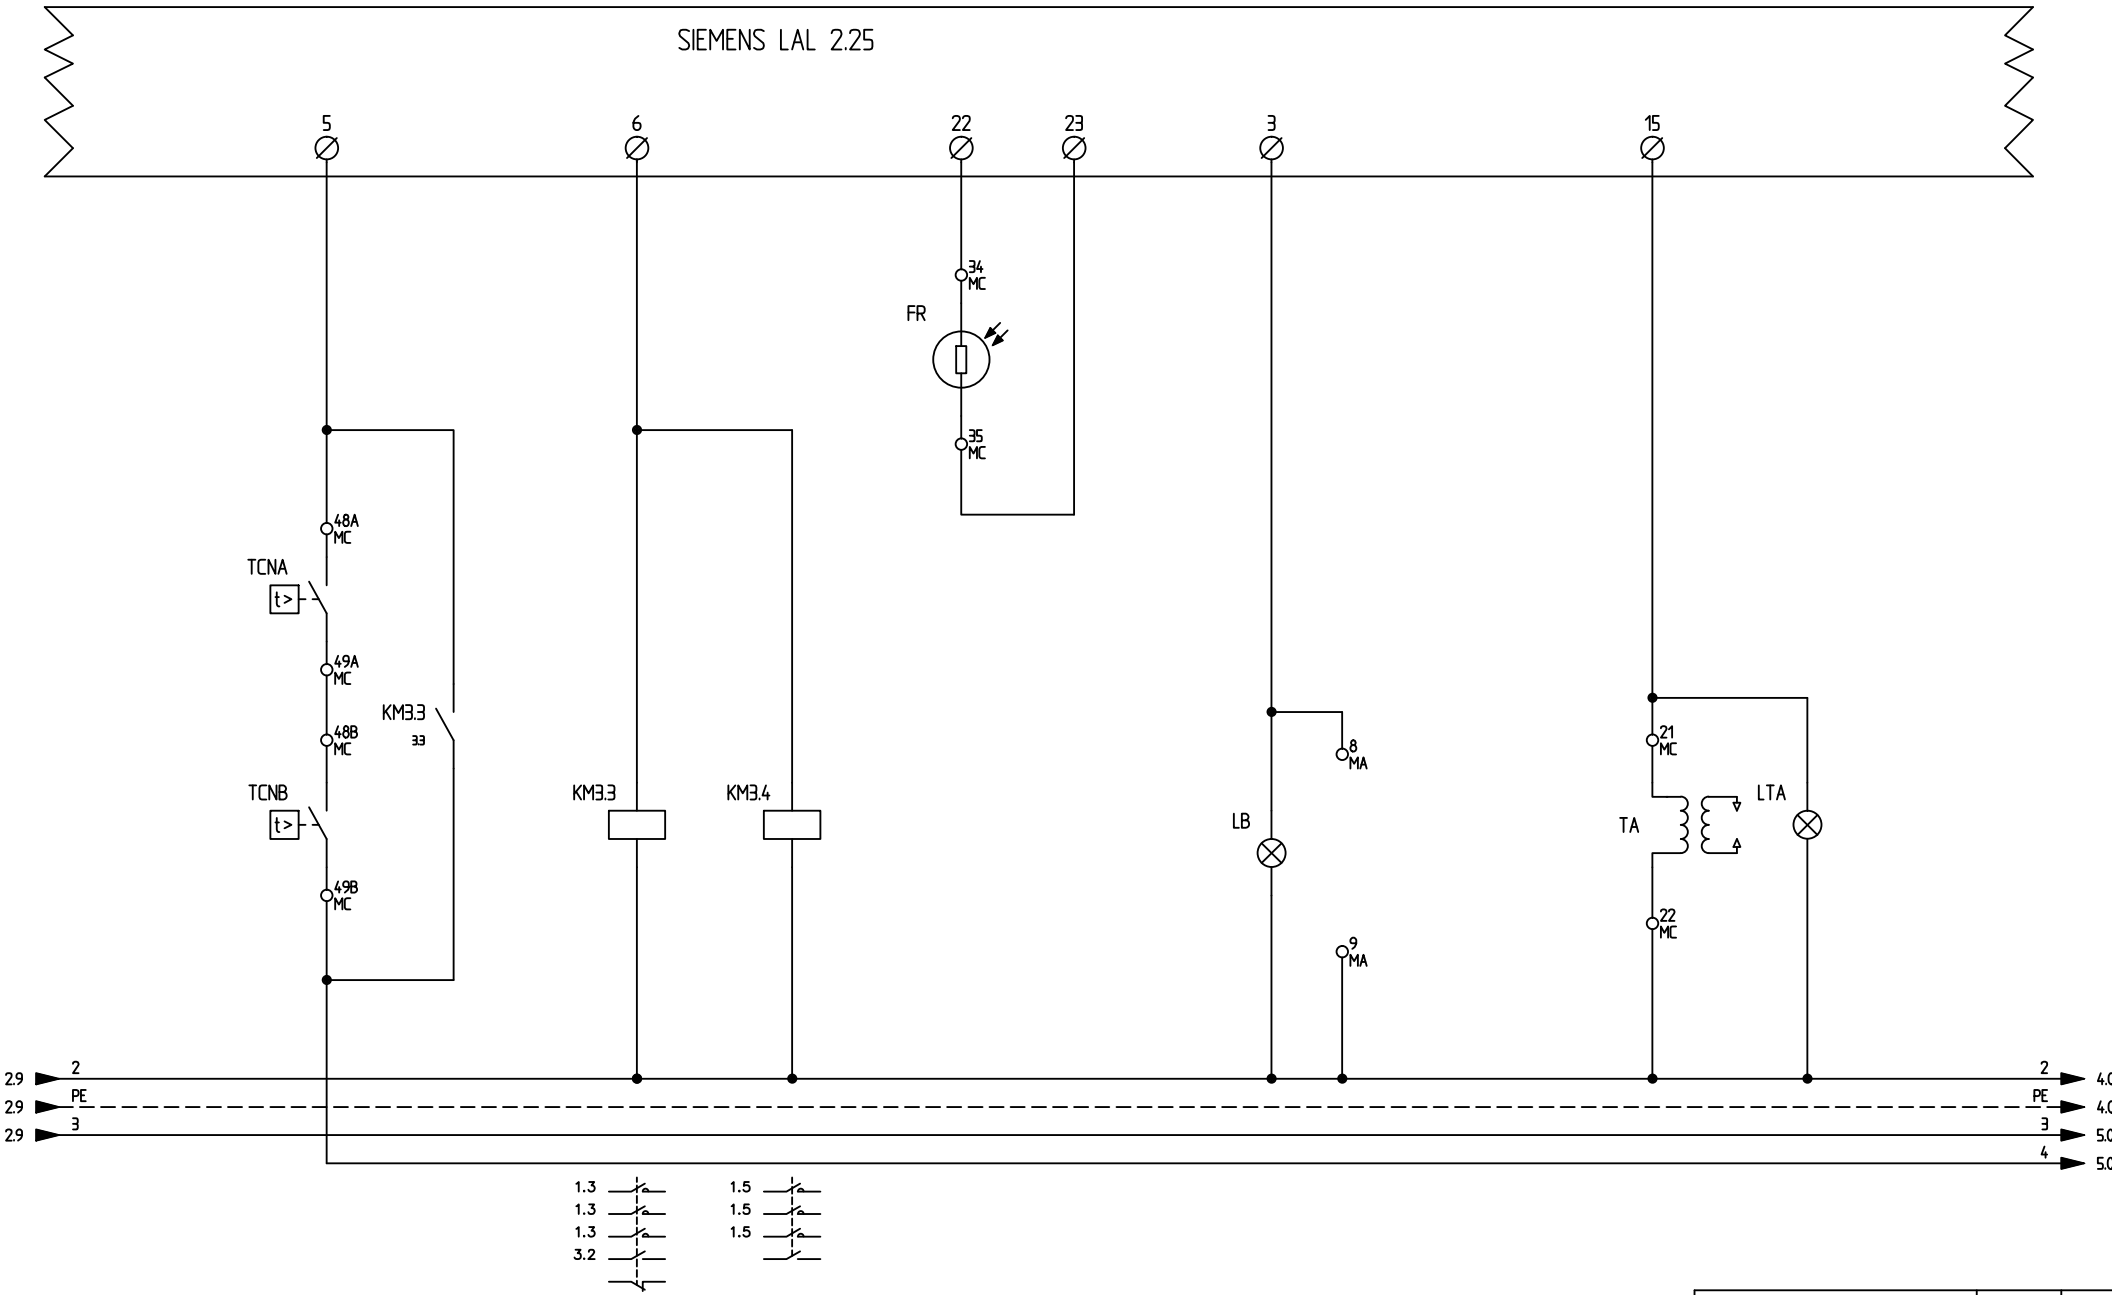 SIEMENS LAL 2.25
5 6 22 23 3 15
34
MC
FR
35
MC
48A
MC
TCNA
t>
49A
MC
KM3.3
3.3
48B
MC
TCNB
t>
49B
MC
KM3.3
KM3.4
8
MA
LB
9
MA
21
MC
LTA
TA
22
MC
2.9 2 2 4.0
2.9 PE PE 4.0
2.9 3 3 5.0
4 5.0
1.3 1.5
1.3 1.5
1.3 1.5
3.2